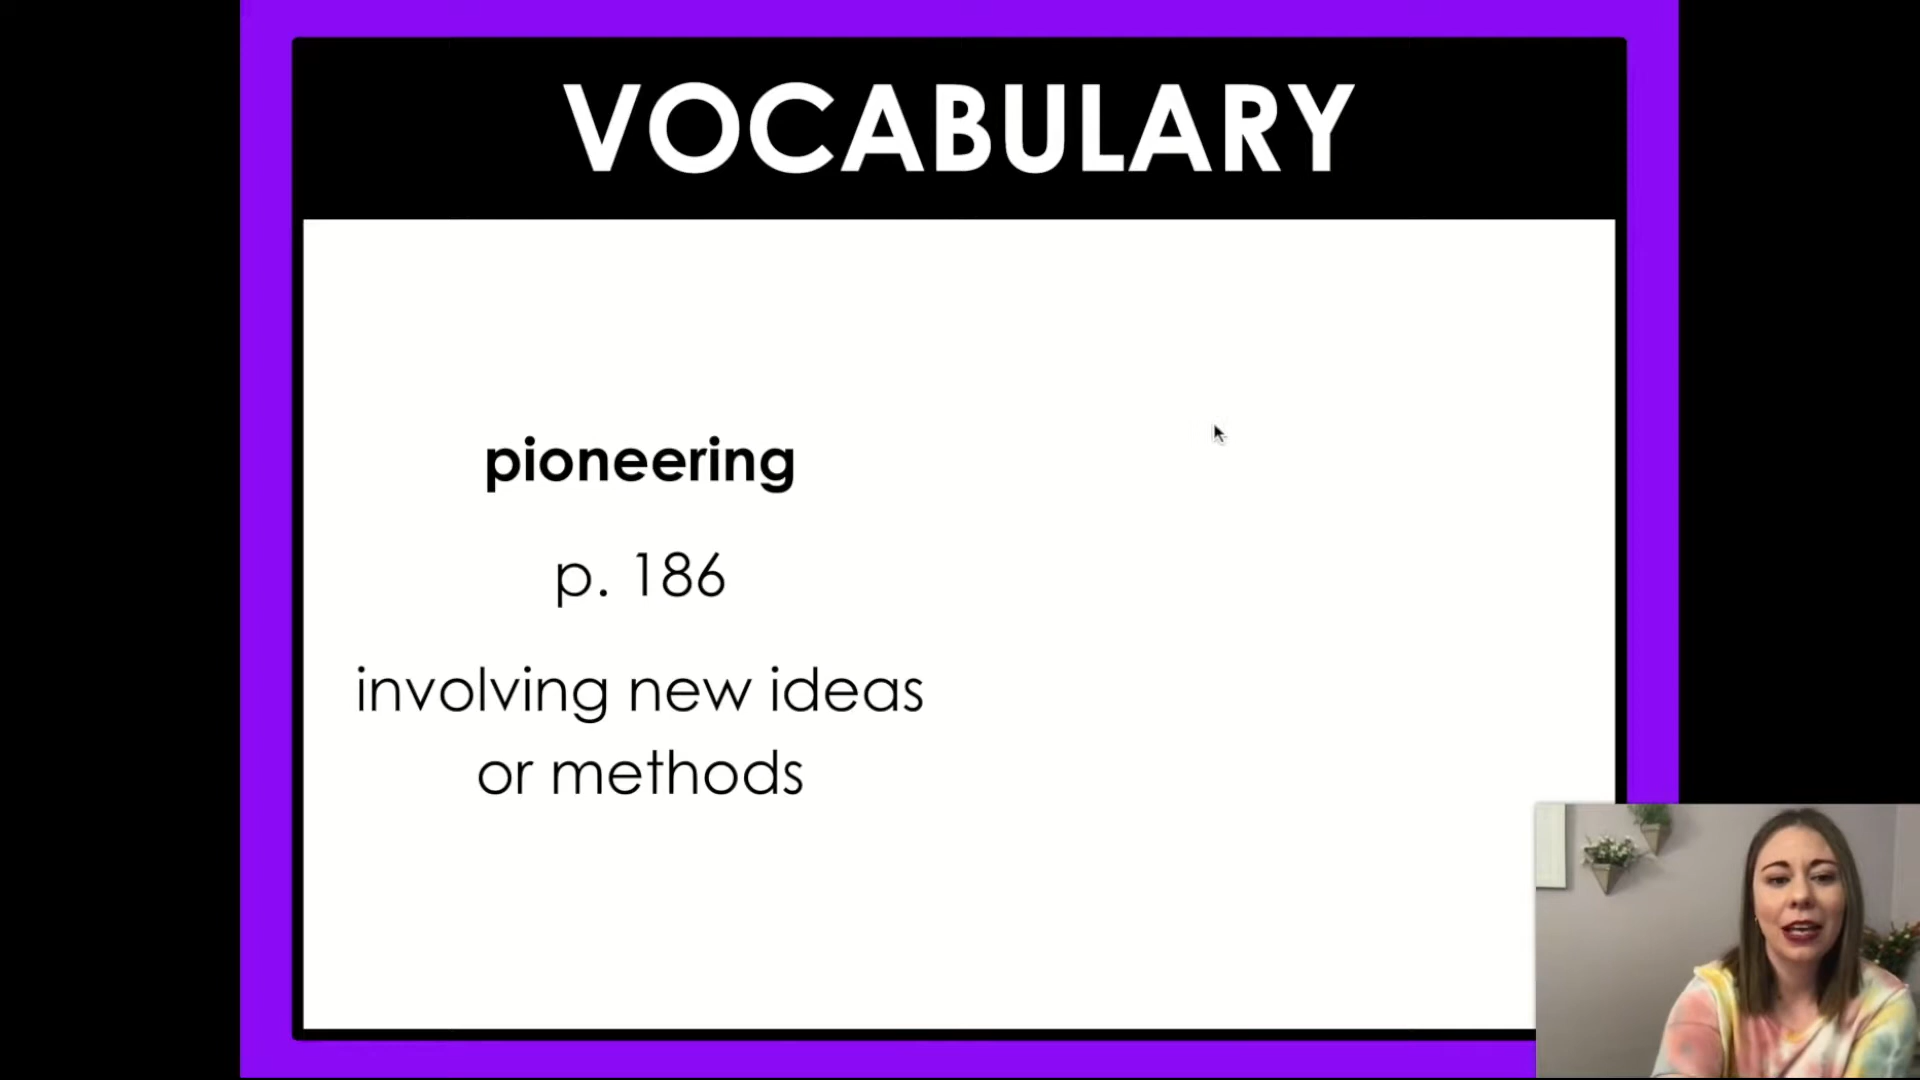 VOCABULARY
pioneering
p. 186
involving new ideas
or methods